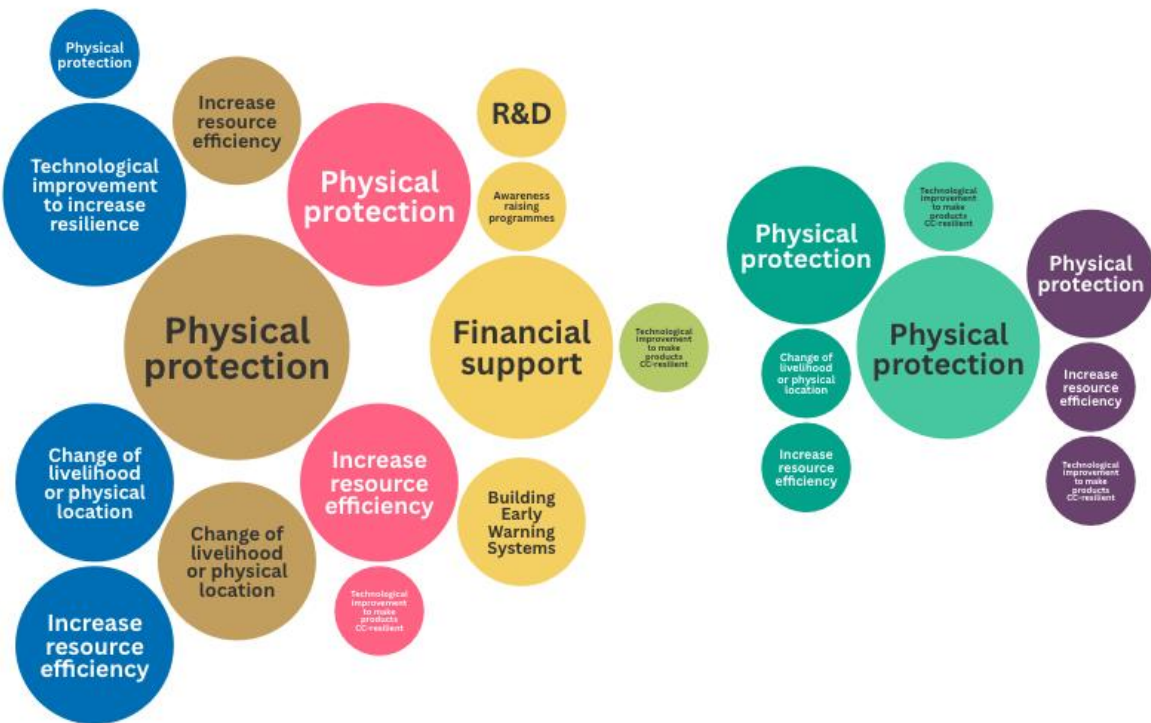 Physical
protection
Technological
improvement
to increase
resilience
Increase
resource
efficiency
Physical
protection
R&D
Awareness
raising
programmes
Physical
protection
Financial
support
Technological
improvement
to make
products
CC-resilient
Change of
livelihood
or physical
location
Change of
livelihood
or physical
location
Increase
resource
efficiency
Building
Early
Warning
Systems
Increase
resource
efficiency
Technological
improvement
to make
products
CC-resilient
Physical
protection
Technological
improvement
to make
products
CC-resilient
Physical
protection
Physical
protection
Change of
livelihood
or physical
location
Increase
resource
efficiency
Increase
resource
efficiency
Technological
improvement
to make
products
CC-resilient